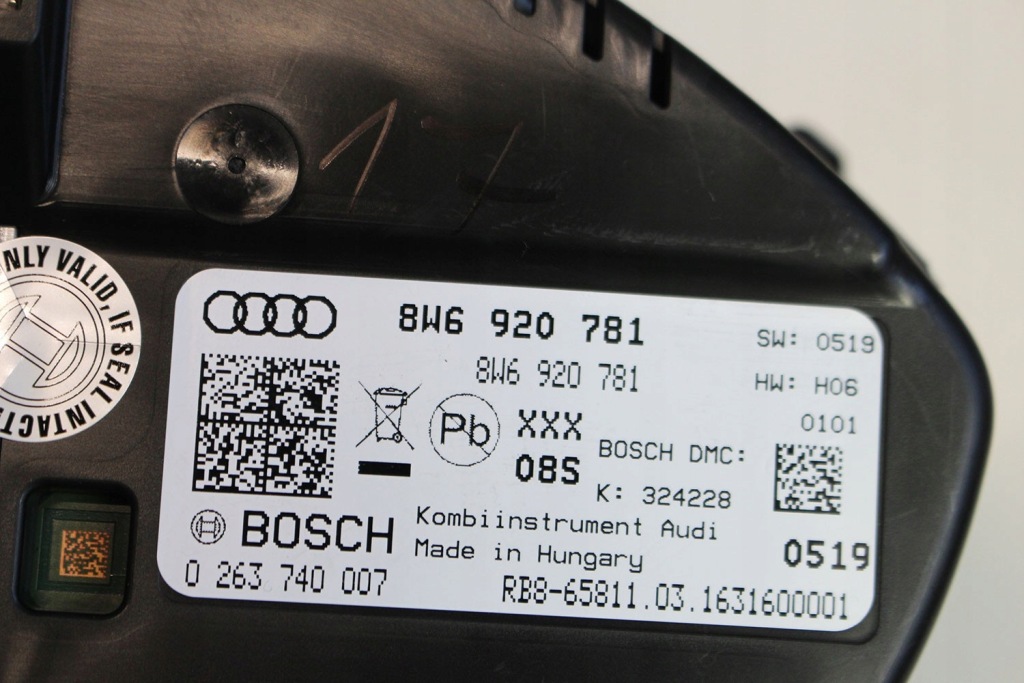 ONLY VALID, IF SEAL INTACT
8W6 920 781
SW: 0519
8W6 920 781
HW: H06
0101
Pb
XXX
08S
BOSCH DMC:
K: 324228
BOSCH
Kombiinstrument Audi
Made in Hungary
0519
0 263 740 007
RB8-65811.03.1631600001